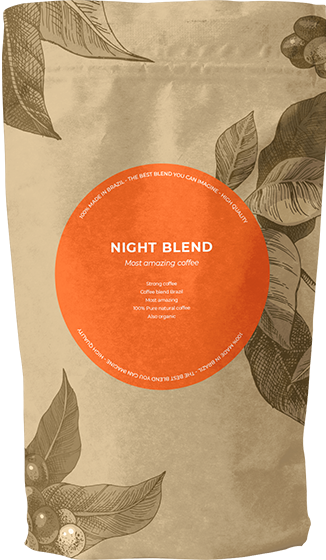 100% MADE IN BRAZIL - THE BEST BLEND YOU CAN IMAGINE - HIGH QUALITY
NIGHT BLEND
Most amazing coffee
Strong coffee
Coffee blend Brazil
Most amazing
100% Pure natural coffee
Also organic
100% MADE IN BRAZIL - THE BEST BLEND YOU CAN IMAGINE - HIGH QUALITY